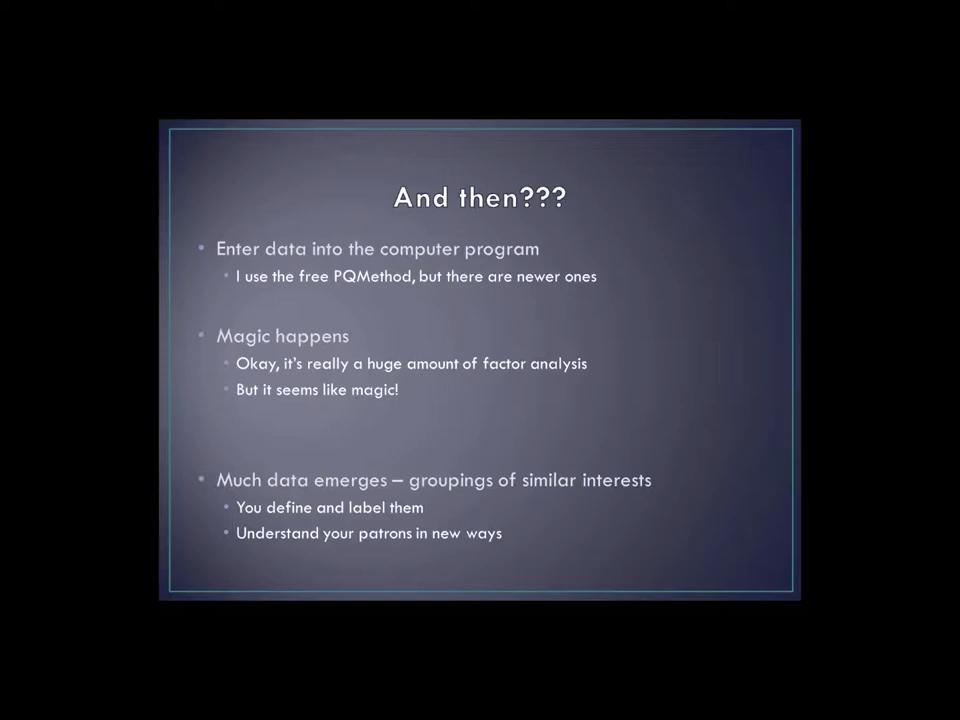 And then???
• Enter data into the computer program
• I use the free PQMethod, but there are newer ones
• Magic happens
• Okay, it's really a huge amount of factor analysis
• But it seems like magic!
• Much data emerges – groupings of similar interests
• You define and label them
• Understand your patrons in new ways